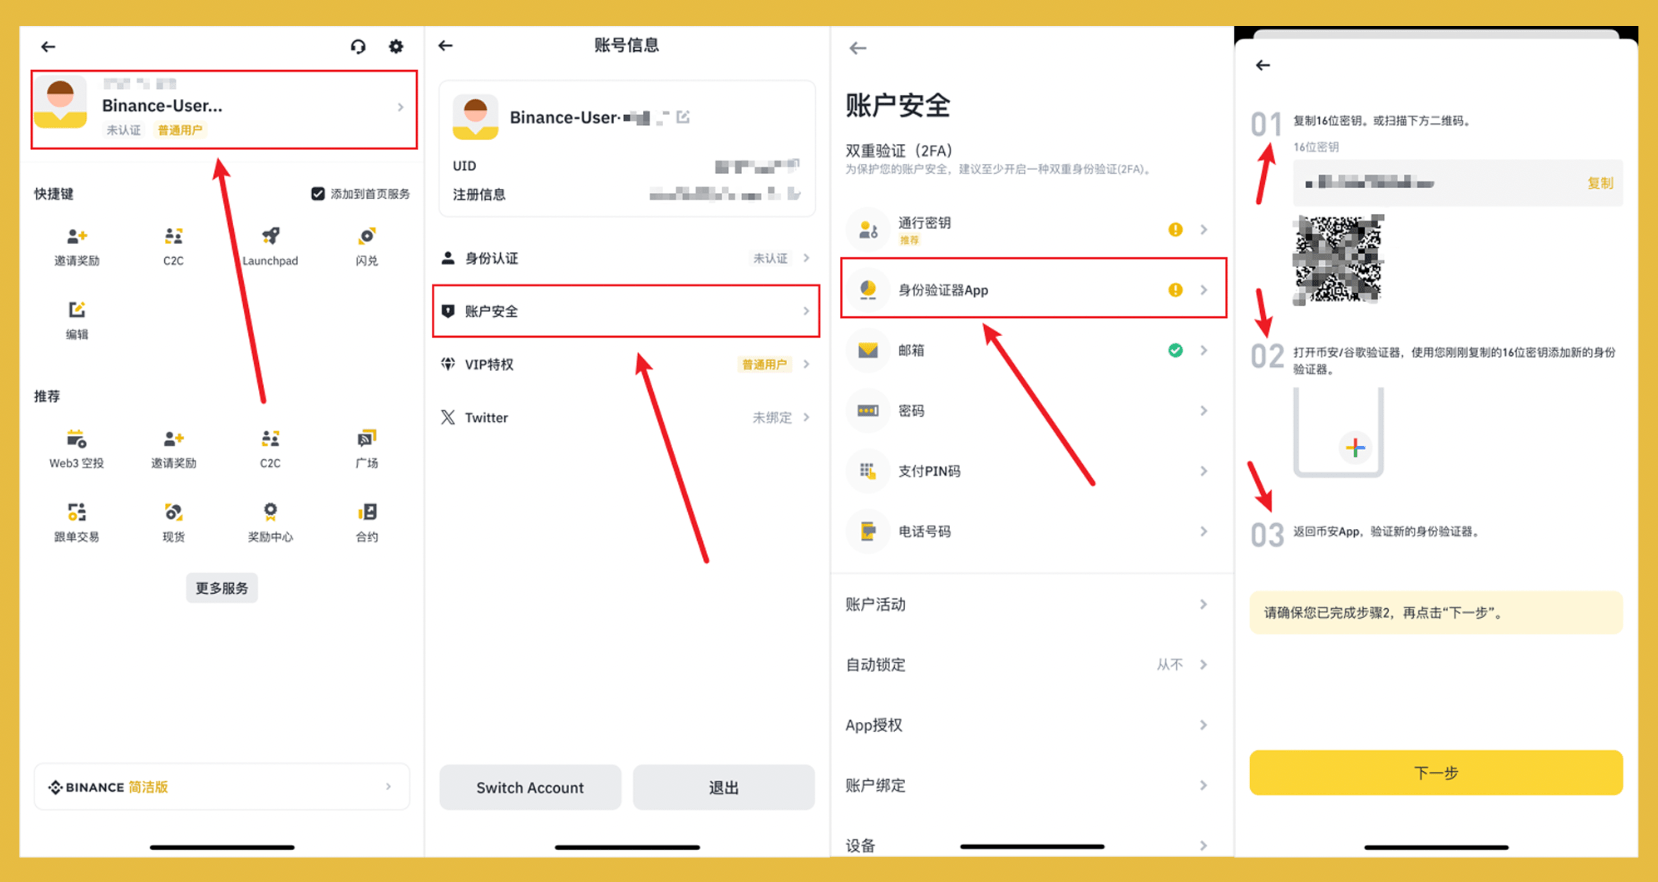 Binance-User...
未认证 普通用户
快捷键
添加到首页服务
邀请奖励
C2C
Launchpad
闪兑
编辑
推荐
Web3 空投
邀请奖励
C2C
广场
跟单交易
现货
奖励中心
合约
更多服务
BINANCE 简洁版
账号信息
Binance-User-
UID
注册信息
身份认证
未认证
账户安全
VIP特权
普通用户
Twitter
未绑定
Switch Account
退出
账户安全
双重验证（2FA）
为保护您的账户安全，建议至少开启一种双重身份验证(2FA)。
通行密钥
推荐
身份验证器App
邮箱
密码
支付PIN码
电话号码
账户活动
自动锁定
从不
App授权
账户绑定
设备
01
复制16位密钥。或扫描下方二维码。
16位密钥
复制
02
打开币安/谷歌验证器，使用您刚刚复制的16位密钥添加新的身份
验证器。
03
返回币安App，验证新的身份验证器。
请确保您已完成步骤2，再点击“下一步”。
下一步